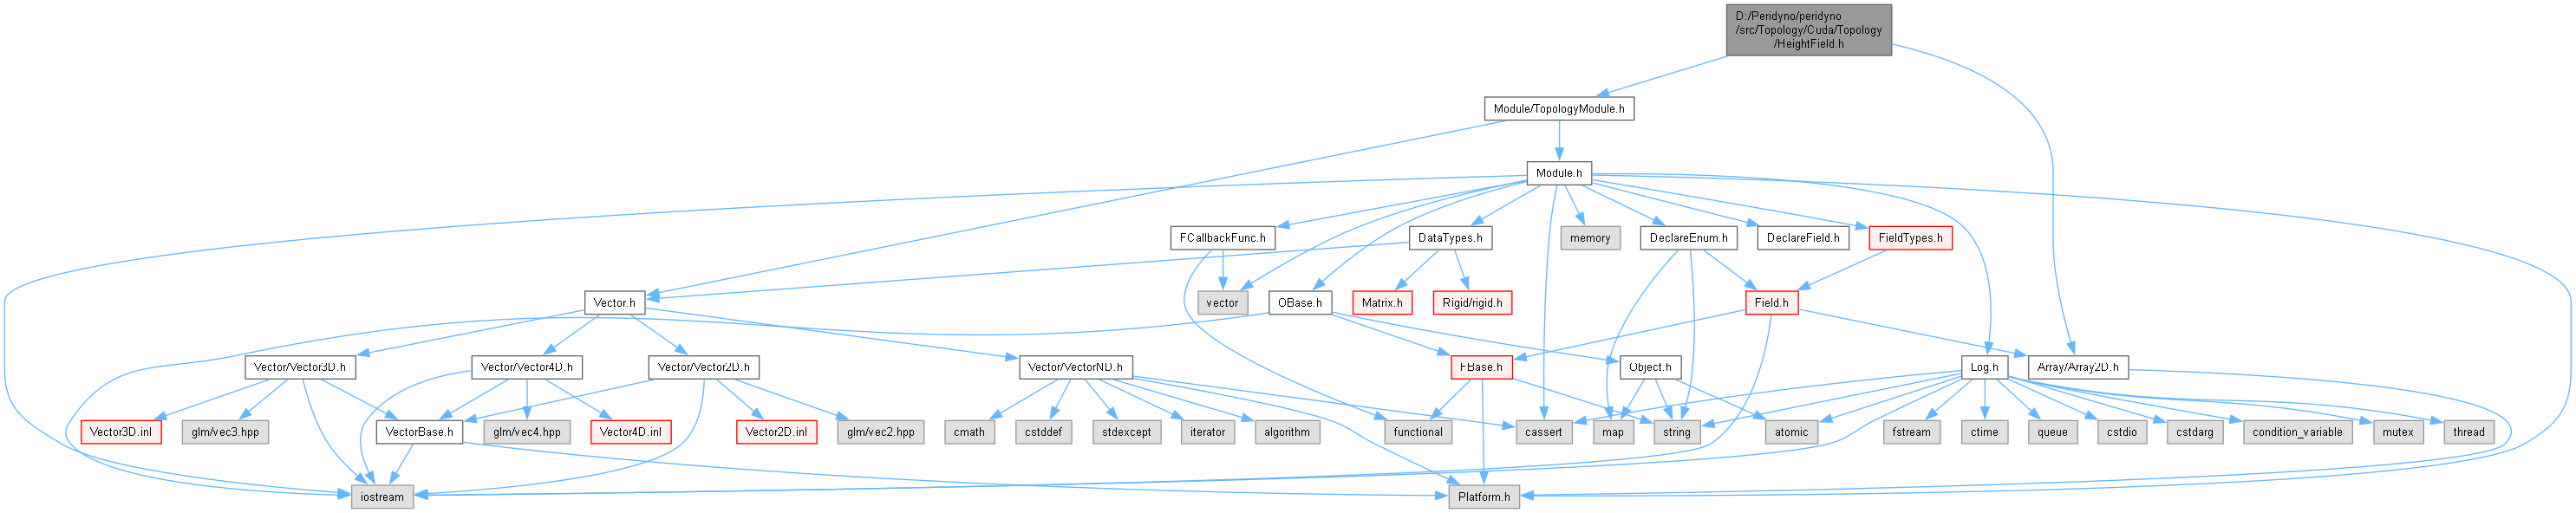 D:/Peridyno/peridyno
/src/Topology/Cuda/Topology
/HeightField.h
Module/TopologyModule.h
Module.h
FCallbackFunc.h
DataTypes.h
memory
DeclareEnum.h
DeclareField.h
FieldTypes.h
Vector.h
vector
OBase.h
Matrix.h
Rigid/rigid.h
Field.h
Vector/Vector3D.h
Vector/Vector4D.h
Vector/Vector2D.h
Vector/VectorND.h
FBase.h
Object.h
Log.h
Array/Array2D.h
Vector3D.inl
glm/vec3.hpp
VectorBase.h
glm/vec4.hpp
Vector4D.inl
Vector2D.inl
glm/vec2.hpp
cmath
cstddef
stdexcept
iterator
algorithm
functional
cassert
map
string
atomic
fstream
ctime
queue
cstdio
cstdarg
condition_variable
mutex
thread
iostream
Platform.h